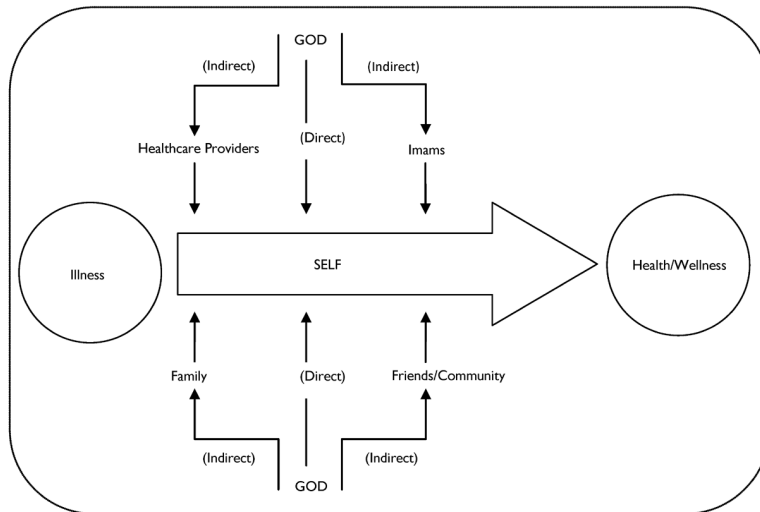 GOD
(Indirect)
(Indirect)
(Direct)
Healthcare Providers
Imams
Illness
SELF
Health/Wellness
Family
(Direct)
Friends/Community
(Indirect)
(Indirect)
GOD